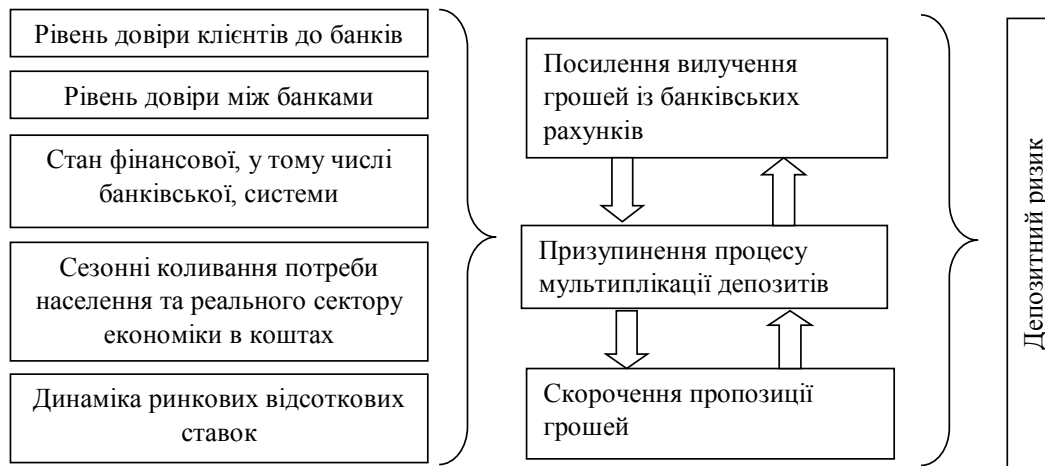 Рівень довіри клієнтів до банків
Рівень довіри між банками
Стан фінансової, у тому числі
банківської, системи
Сезонні коливання потреби
населення та реального сектору
економіки в коштах
Динаміка ринкових відсоткових
ставок
Посилення вилучення
грошей із банківських
рахунків
Призупинення процесу
мультиплікації депозитів
Скорочення пропозиції
грошей
Депозитний ризик